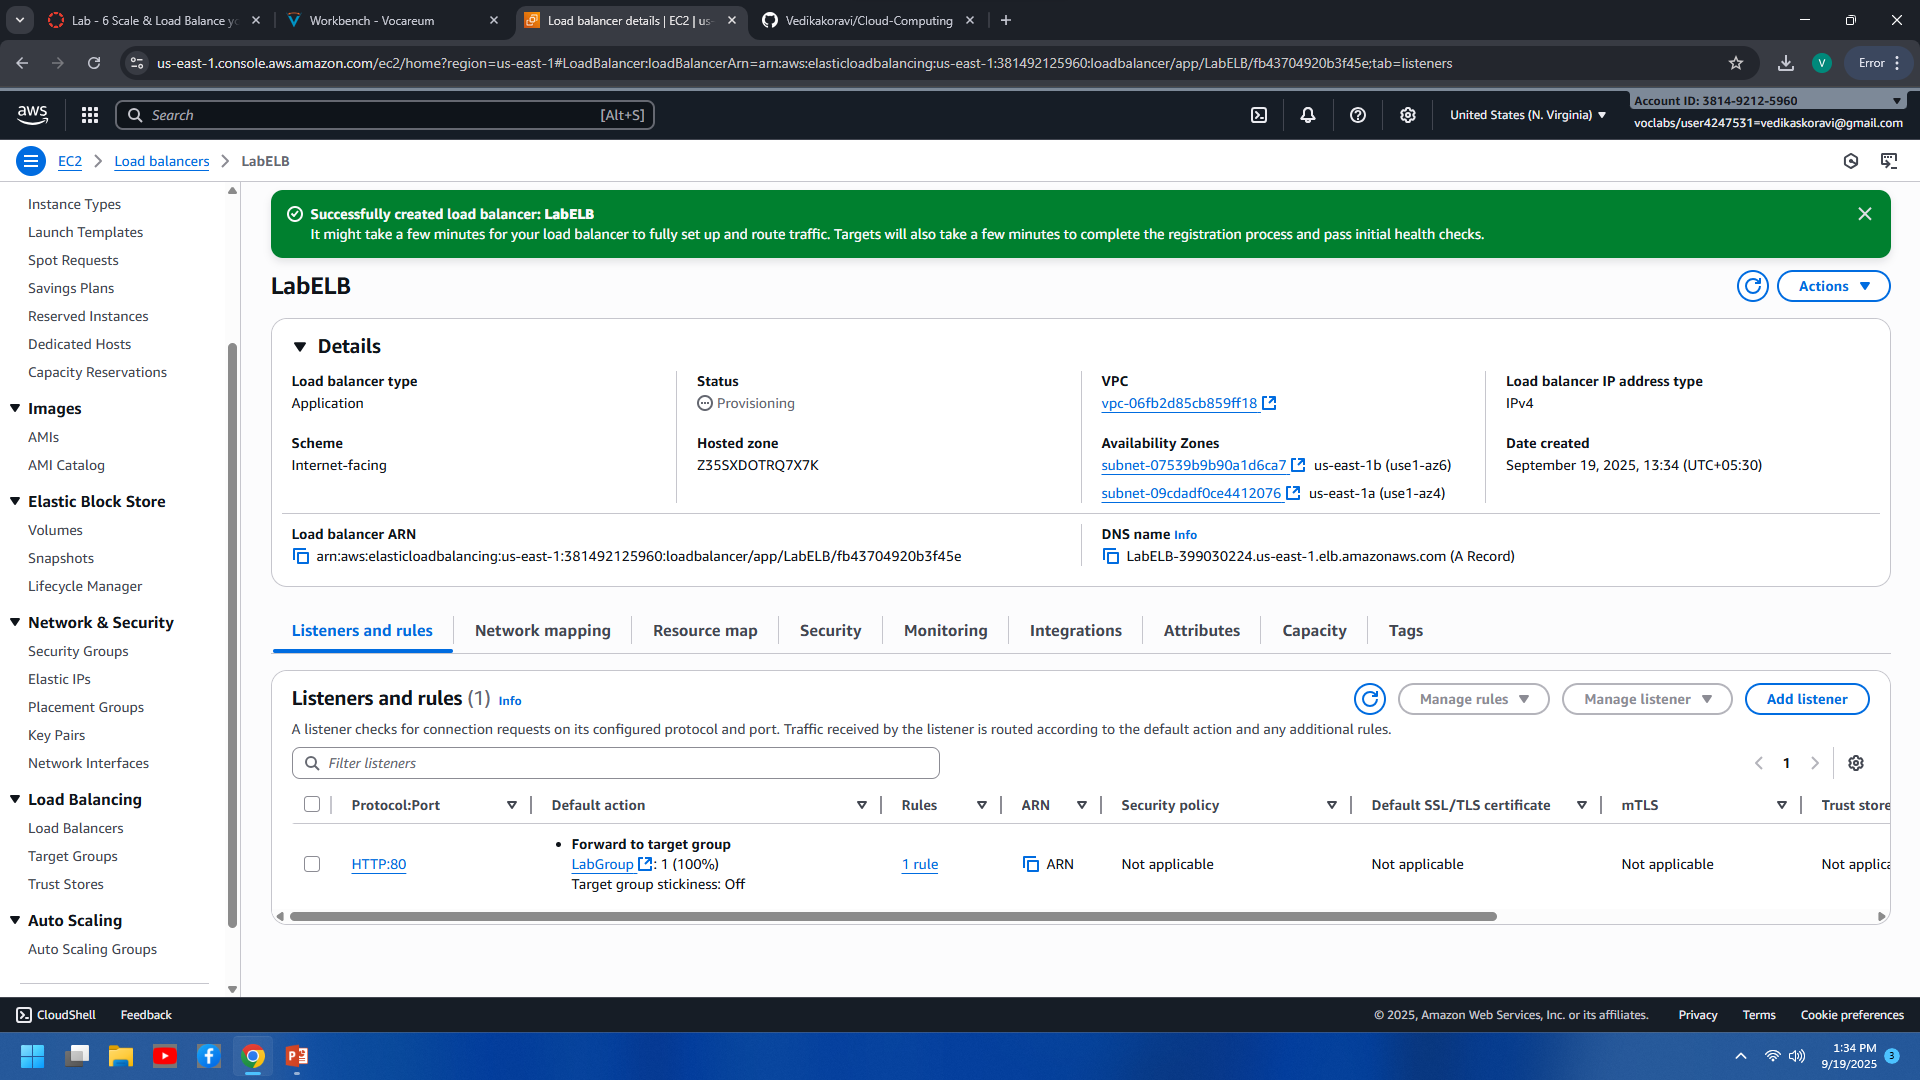 Lab - 6 Scale & Load Balance yo
Workbench - Vocareum
Load balancer details | EC2 | us-
Vedikakoravi/Cloud-Computing
us-east-1.console.aws.amazon.com/ec2/home?region=us-east-1#LoadBalancer:loadBalancerArn=arn:aws:elasticloadbalancing:us-east-1:381492125960:loadbalancer/app/LabELB/fb43704920b3f45e;tab=listeners
V
Error
aws
Search
[Alt+S]
United States (N. Virginia)
Account ID: 3814-9212-5960
voclabs/user4247531=vedikaskoravi@gmail.com
EC2
Load balancers
LabELB
Instance Types
Launch Templates
Spot Requests
Savings Plans
Reserved Instances
Dedicated Hosts
Capacity Reservations
Images
AMIs
AMI Catalog
Elastic Block Store
Volumes
Snapshots
Lifecycle Manager
Network & Security
Security Groups
Elastic IPs
Placement Groups
Key Pairs
Network Interfaces
Load Balancing
Load Balancers
Target Groups
Trust Stores
Auto Scaling
Auto Scaling Groups
Successfully created load balancer: LabELB
It might take a few minutes for your load balancer to fully set up and route traffic. Targets will also take a few minutes to complete the registration process and pass initial health checks.
LabELB
Actions
Details
Load balancer type
Application
Status
Provisioning
VPC
vpc-06fb2d85cb859ff18
Load balancer IP address type
IPv4
Scheme
Internet-facing
Hosted zone
Z35SXDOTRQ7X7K
Availability Zones
subnet-07539b9b90a1d6ca7 us-east-1b (use1-az6)
subnet-09cdadf0ce4412076 us-east-1a (use1-az4)
Date created
September 19, 2025, 13:34 (UTC+05:30)
Load balancer ARN
arn:aws:elasticloadbalancing:us-east-1:381492125960:loadbalancer/app/LabELB/fb43704920b3f45e
DNS name Info
LabELB-399030224.us-east-1.elb.amazonaws.com (A Record)
Listeners and rules
Network mapping
Resource map
Security
Monitoring
Integrations
Attributes
Capacity
Tags
Listeners and rules (1) Info
Manage rules
Manage listener
Add listener
A listener checks for connection requests on its configured protocol and port. Traffic received by the listener is routed according to the default action and any additional rules.
Filter listeners
1
Protocol:Port
Default action
Rules
ARN
Security policy
Default SSL/TLS certificate
mTLS
Trust store
HTTP:80
• Forward to target group
LabGroup : 1 (100%)
Target group stickiness: Off
1 rule
ARN
Not applicable
Not applicable
Not applicable
Not applica
CloudShell
Feedback
© 2025, Amazon Web Services, Inc. or its affiliates.
Privacy
Terms
Cookie preferences
1:34 PM
9/19/2025
3